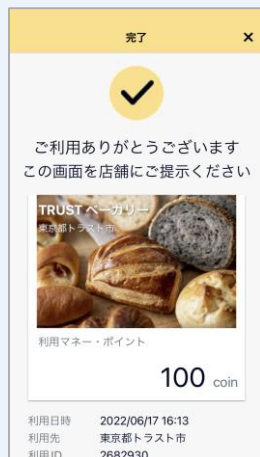 完了
×
ご利用ありがとうございます
この画面を店舗にご提示ください
TRUST ベーカリー
東京都トラスト市
利用マネー・ポイント
100 coin
利用日時 2022/06/17 16:13
利用先 東京都トラスト市
利用ID 2682930